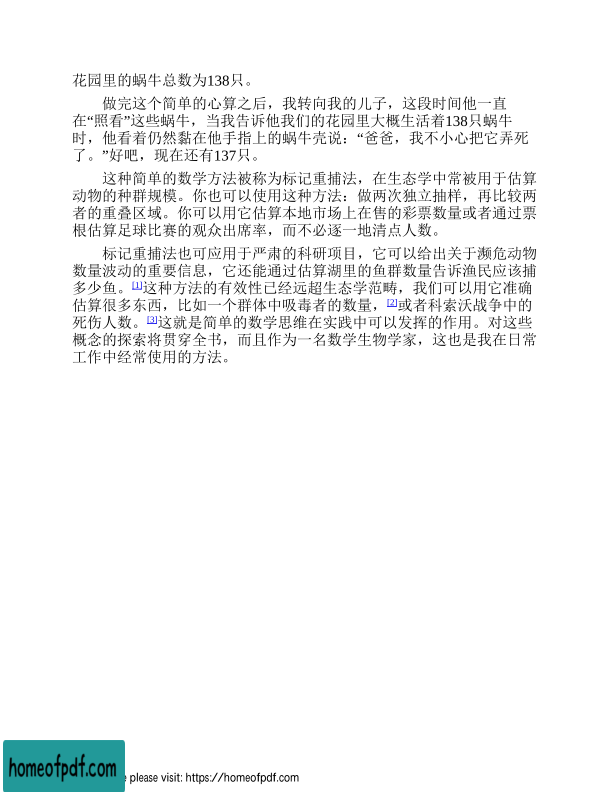 花园里的蜗牛总数为138只。
做完这个简单的心算之后，我转向我的儿子，这段时间他一直
在“照看”这些蜗牛，当我告诉他我们的花园里大概生活着138只蜗牛
时，他看着仍然黏在他手指上的蜗牛壳说：“爸爸，我不小心把它弄死
了。”好吧，现在还有137只。
这种简单的数学方法被称为标记重捕法，在生态学中常被用于估算
动物的种群规模。你也可以使用这种方法：做两次独立抽样，再比较两
者的重叠区域。你可以用它估算本地市场上在售的彩票数量或者通过票
根估算足球比赛的观众出席率，而不必逐一地清点人数。
标记重捕法也可应用于严肃的科研项目，它可以给出关于濒危动物
数量波动的重要信息，它还能通过估算湖里的鱼群数量告诉渔民应该捕
多少鱼。[1]这种方法的有效性已经远超生态学范畴，我们可以用它准确
估算很多东西，比如一个群体中吸毒者的数量，[2]或者科索沃战争中的
死伤人数。[3]这就是简单的数学思维在实践中可以发挥的作用。对这些
概念的探索将贯穿全书，而且作为一名数学生物学家，这也是我在日常
工作中经常使用的方法。
homeofpdf.com
e please visit: https://homeofpdf.com